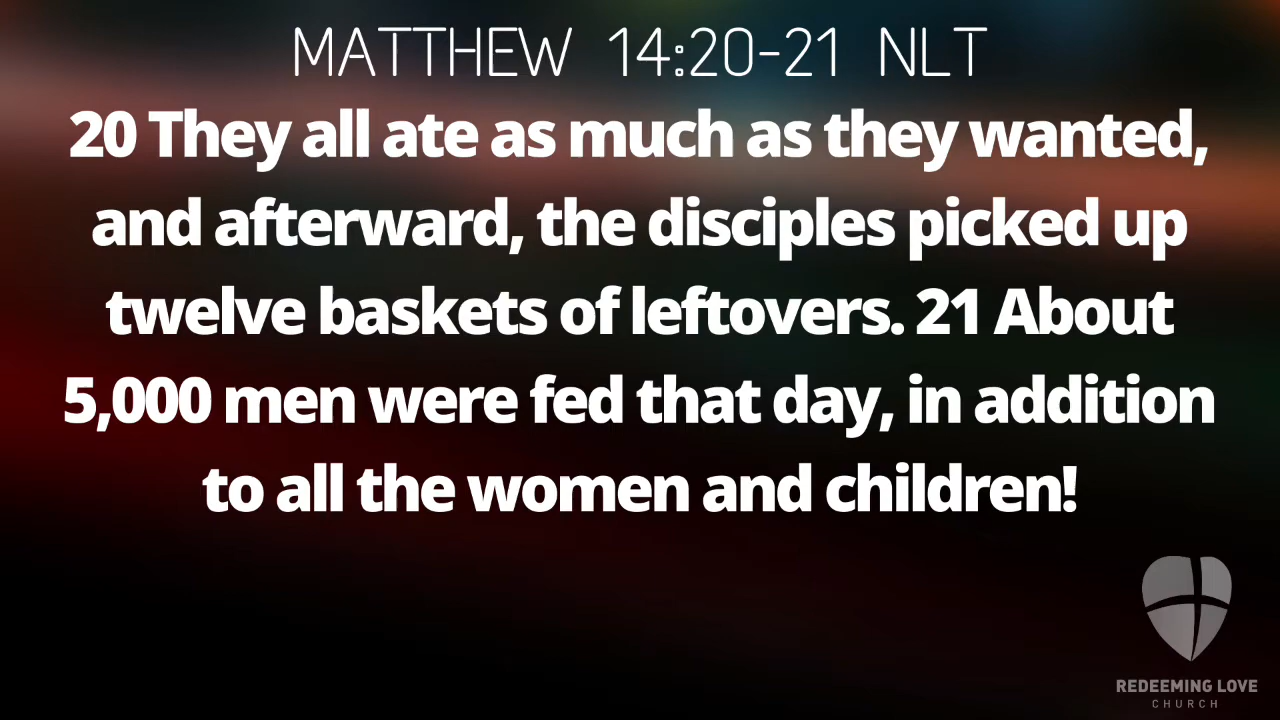 MATTHEW 14:20-21 NLT
20 They all ate as much as they wanted,
and afterward, the disciples picked up
twelve baskets of leftovers. 21 About
5,000 men were fed that day, in addition
to all the women and children!
REDEEMING LOVE
CHURCH